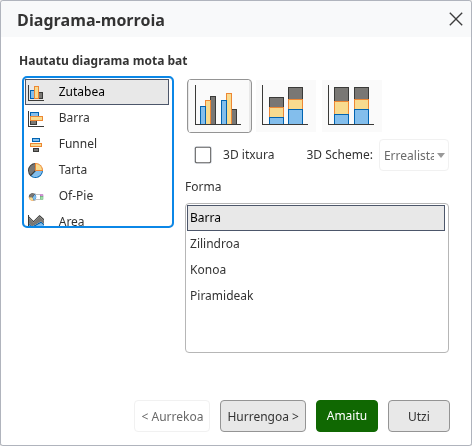 Diagrama-morroia
Hautatu diagrama mota bat
Zutabea
Barra
Funnel
Tarta
Of-Pie
Area
3D itxura
3D Scheme:
Errealista
Forma
Barra
Zilindroa
Konoa
Piramideak
< Aurrekoa
Hurrengoa >
Amaitu
Utzi